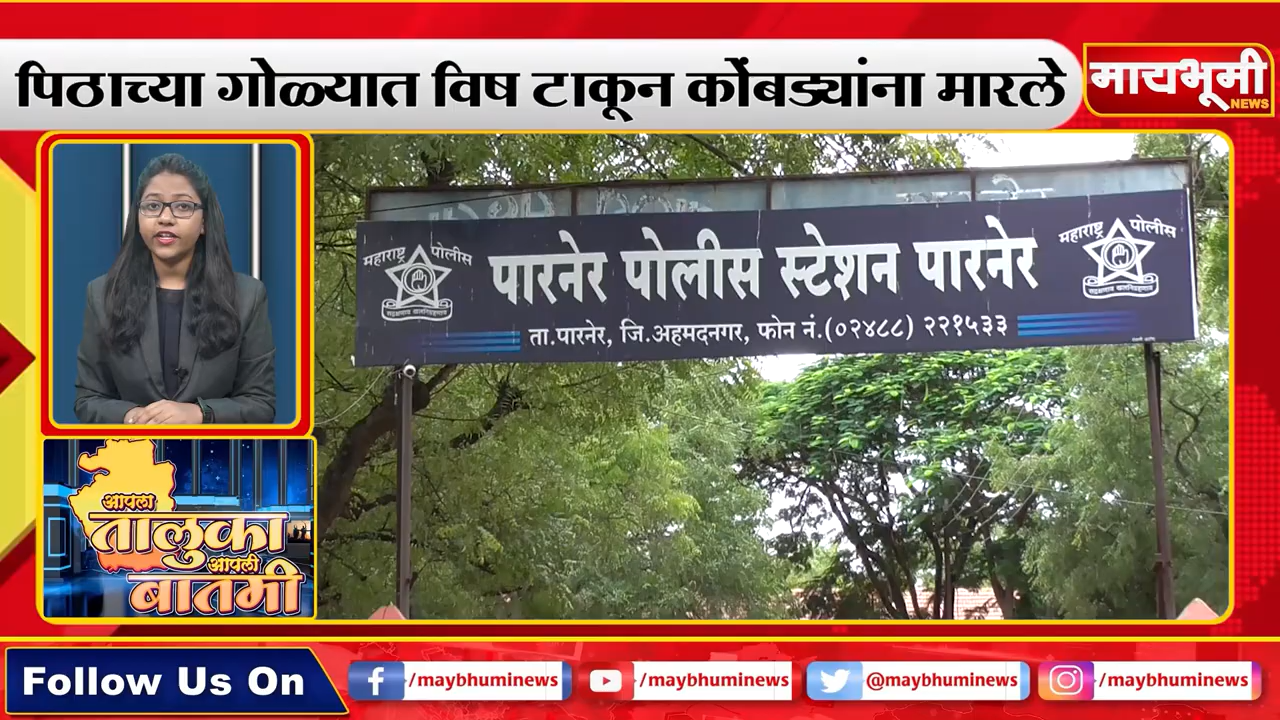 पिठाच्या गोळ्यात विष टाकून कोंबड्यांना मारले
मायभूमी
NEWS
महाराष्ट्र पोलीस
पारनेर पोलीस स्टेशन पारनेर
महाराष्ट्र पोलीस
ता.पारनेर, जि.अहमदनगर, फोन नं.(०२४८८) २२१५३३
आपला
तालुका
आपली
बातमी
Follow Us On
/maybhuminews
/maybhuminews
@maybhuminews
/maybhuminews